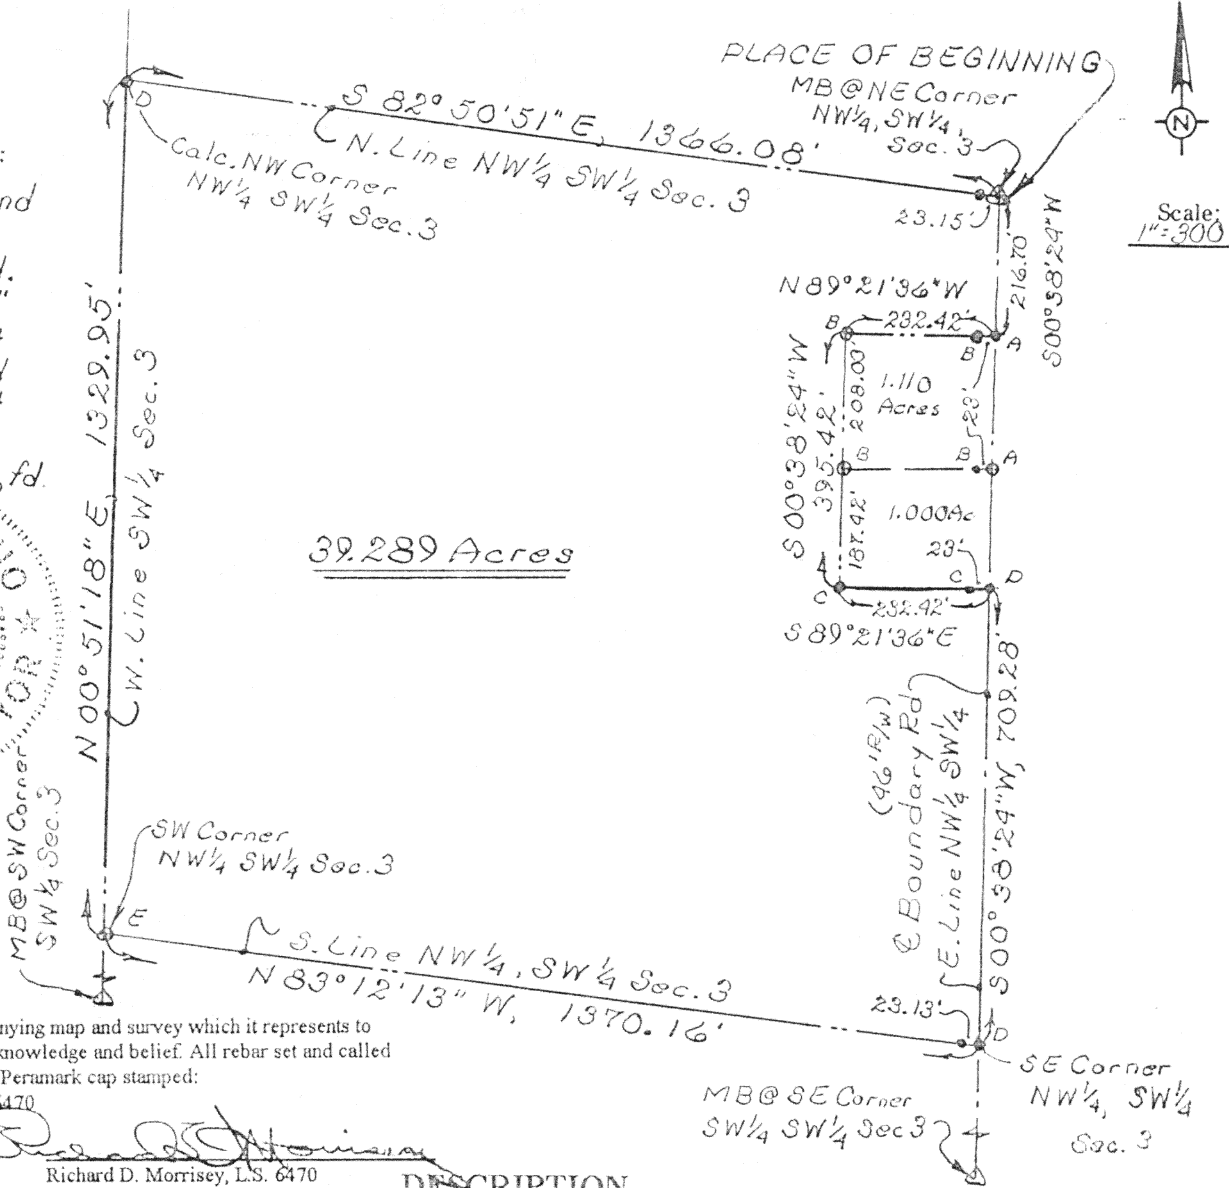 PLACE OF BEGINNING
MB@NE Corner
NW¼, SW¼,
Sec. 3
N
Scale:
1"=300
D
S 82° 50' 51" E, 1366.08'
N. Line NW¼ SW¼ Sec. 3
Calc. NW Corner
NW¼ SW¼ Sec. 3
23.15'
216.70
S00°38'24"W
N 89°21'36"W
232.42'
B
B
A
1.110
Acres
208.03'
23'
S 00°38'24"W
395.42'
B
B
A
1.000Ac
187.42'
23'
C
C
D
232.42'
S 89°21'36"E
39.289 Acres
N 00° 51' 18" E, 1329.95'
W. Line SW¼ Sec. 3
fd.
MB@SW Corner
SW¼ Sec. 3
(46' R/W)
℄ Boundary Rd
E. Line NW¼ SW¼
S 00° 38' 24" W, 709.28'
SW Corner
NW¼ SW¼ Sec. 3
E
S. Line NW¼, SW¼ Sec. 3
N 83° 12' 13" W, 1370.16'
23.13'
D
SE Corner
NW¼, SW¼
Sec. 3
MB@SE Corner
SW¼ SW¼ Sec 3
nying map and survey which it represents to
knowledge and belief. All rebar set and called
Permark cap stamped:
6470
Richard D. Morrisey, L.S. 6470
DESCRIPTION